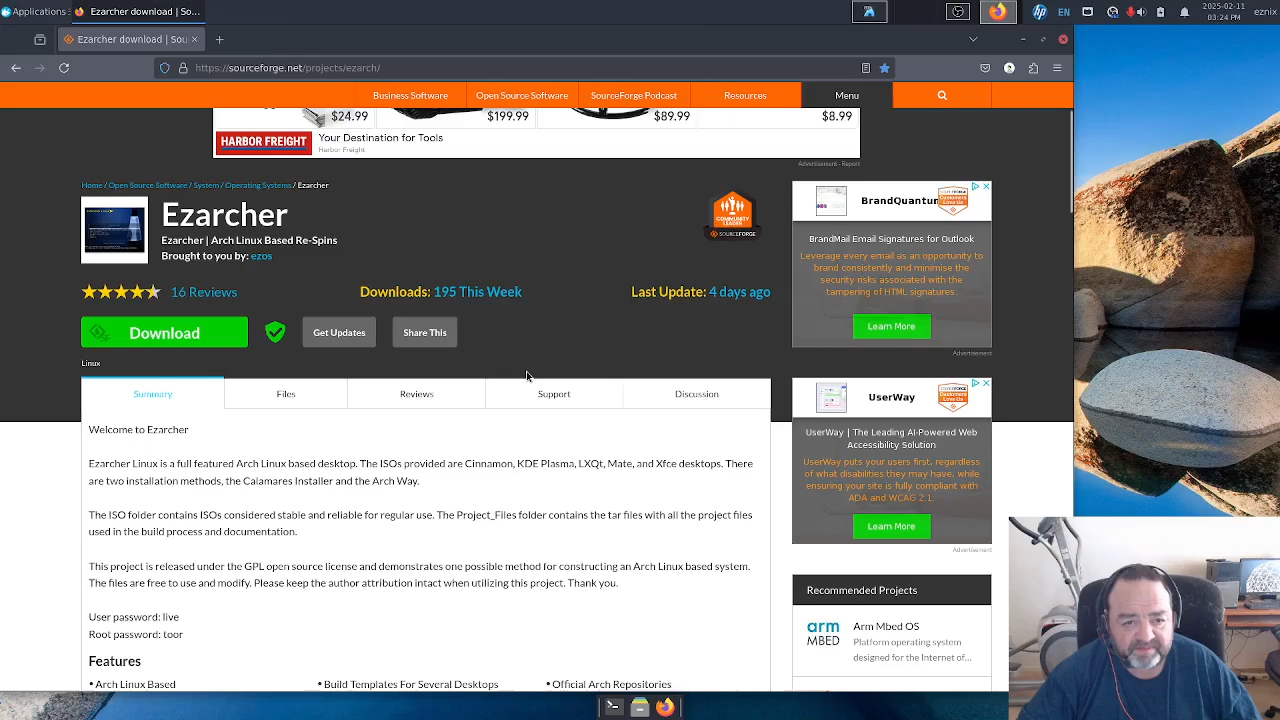 Applications
Ezarcher download | So...
EN
2025-02-11
03:24 PM
eznix
Ezarcher download | Sou
https://sourceforge.net/projects/ezarch/
Business Software
Open Source Software
SourceForge Podcast
Resources
Menu
$24.99
$199.99
$89.99
$8.99
HARBOR FREIGHT
Your Destination for Tools
Harbor Freight
Advertisement - Report
Home / Open Source Software / System / Operating Systems / Ezarcher
Ezarcher
Ezarcher | Arch Linux Based Re-Spins
Brought to you by: ezos
COMMUNITY
LEADER
SOURCEFORGE
16 Reviews
Downloads: 195 This Week
Last Update: 4 days ago
Download
Get Updates
Share This
Linux
Summary
Files
Reviews
Support
Discussion
Welcome to Ezarcher
Ezarcher Linux is a full featured Arch Linux based desktop. The ISOs provided are Cinnamon, KDE Plasma, LXQt, Mate, and Xfce desktops. There
are two installation methods, the Calamares Installer and the Arch Way.
The ISO folder contains ISOs considered stable and reliable for regular use. The Project_Files folder contains the tar files with all the project files
used in the build process and documentation.
This project is released under the GPL open source license and demonstrates one possible method for constructing an Arch Linux based system.
The files are free to use and modify. Please keep the author attribution intact when utilizing this project. Thank you.
User password: live
Root password: toor
Features
• Arch Linux Based
• Build Templates For Several Desktops
• Official Arch Repositories
BrandQuantum
BrandMail Email Signatures for Outlook
Leverage every email as an opportunity to
brand consistently and minimise the
security risks associated with the
tampering of HTML signatures.
Learn More
Advertisement
UserWay
UserWay | The Leading AI-Powered Web
Accessibility Solution
UserWay puts your users first, regardless
of what disabilities they may have, while
ensuring your site is fully compliant with
ADA and WCAG 2.1.
Learn More
Advertisement
Recommended Projects
arm
MBED
Arm Mbed OS
Platform operating system
designed for the Internet of...